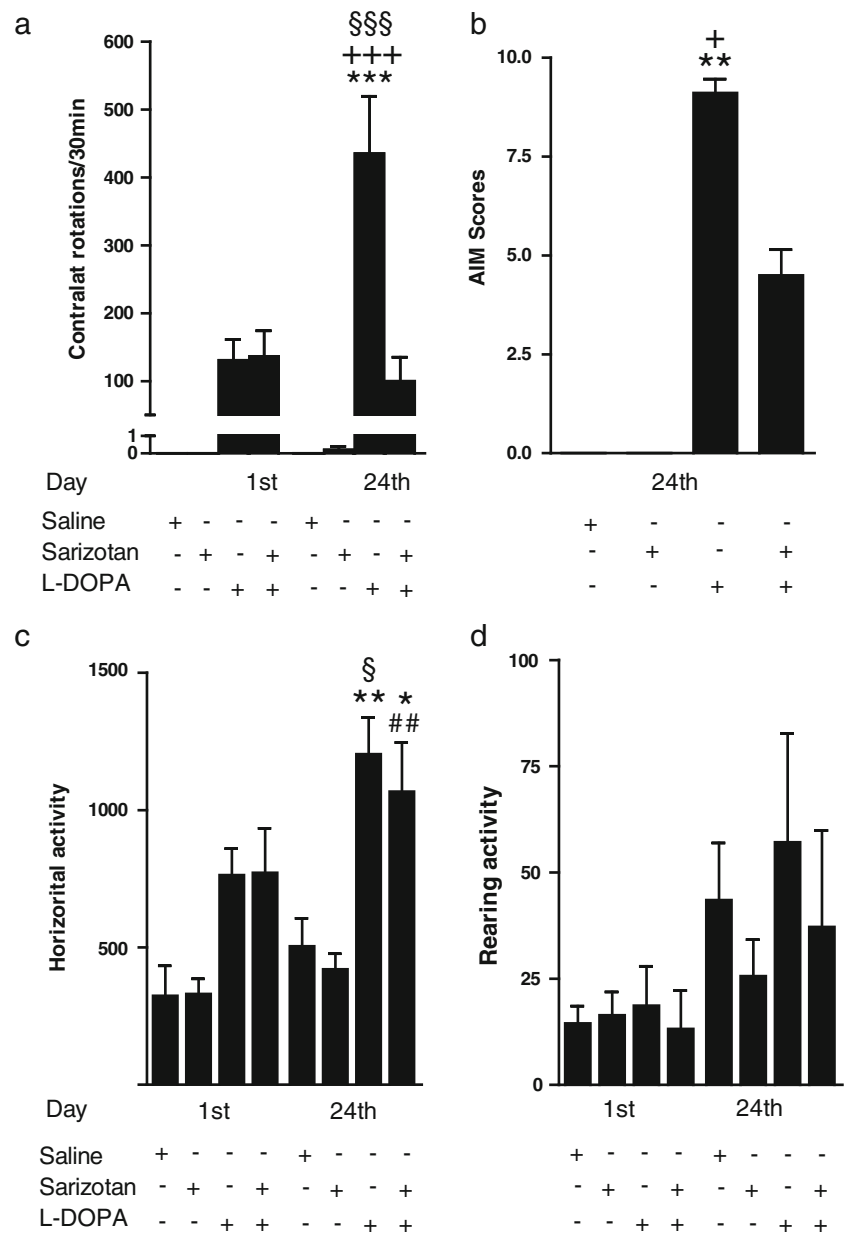 a
§§§
+++
***
600
500
400
300
200
100
1
0
Contralat rotations/30min
Day 1st 24th
Saline + - - - + - - -
Sarizotan - + - + - + - +
L-DOPA - - + + - - + +
b
+
**
10.0
7.5
5.0
2.5
0.0
AIM Scores
24th
+ - - -
- + - +
- - + +
c
§
** *
##
1500
1000
500
Horizorital activity
Day 1st 24th
Saline + - - - + - - -
Sarizotan - + - + - + - +
L-DOPA - - + + - - + +
d
100
75
50
25
0
Rearing activity
1st 24th
+ - - - + - - -
- + - + - + - +
- - + + - - + +